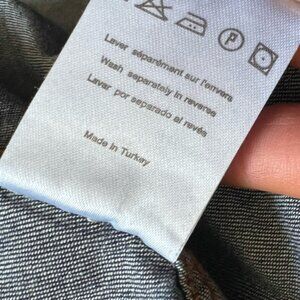 P
Laver séparément sur l'envers
Wash separately in reverse
Lavar por separado al revés
Made in Turkey